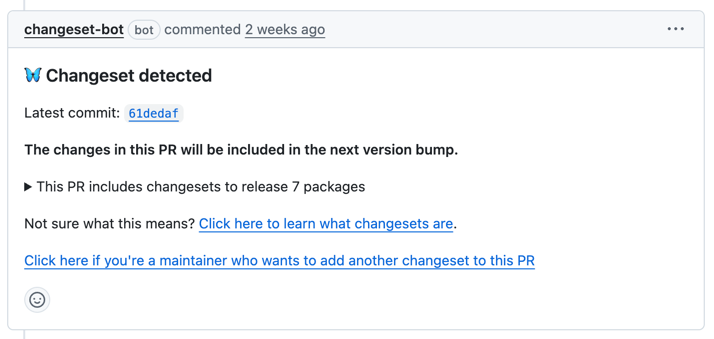 changeset-bot bot commented 2 weeks ago
🦋 Changeset detected
Latest commit: 61dedaf
The changes in this PR will be included in the next version bump.
This PR includes changesets to release 7 packages
Not sure what this means? Click here to learn what changesets are.
Click here if you're a maintainer who wants to add another changeset to this PR